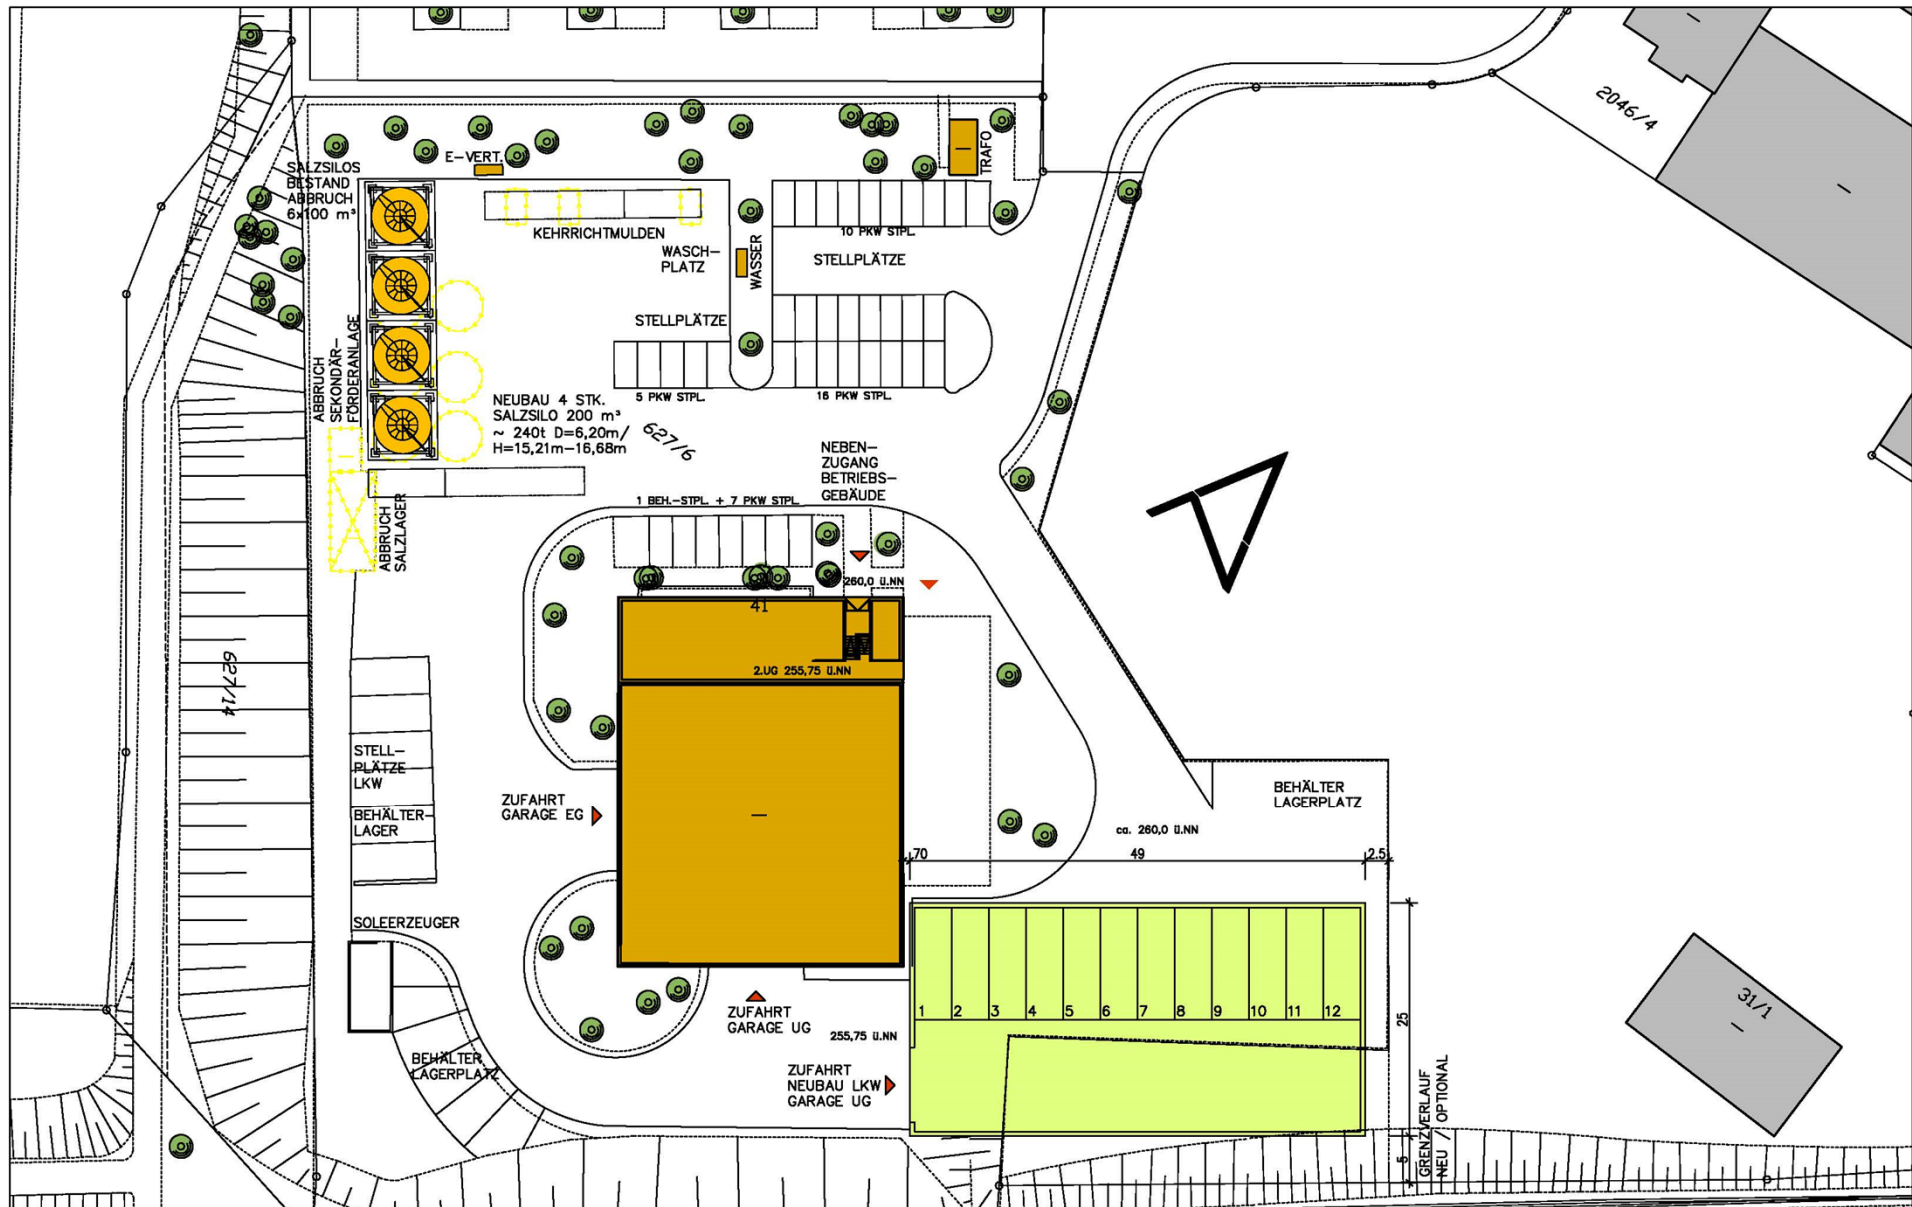 2046/4
E-VERT.
TRAFO
SALZSILOS
BESTAND
ABBRUCH
6x100 m³
KEHRRICHTMULDEN
WASCH-
PLATZ
WASSER
10 PKW STPL.
STELLPLÄTZE
STELLPLÄTZE
ABBRUCH
SEKONDÄR-
FÖRDERANLAGE
5 PKW STPL.
16 PKW STPL.
NEUBAU 4 STK.
SALZSILO 200 m³
~ 240t D=6,20m/
H=15,21m-16,68m
627/6
NEBEN-
ZUGANG
BETRIEBS-
GEBÄUDE
1 BEH.-STPL. + 7 PKW STPL.
ABBRUCH
SALZLAGER
260,0 ü.NN
41
2.UG 255,75 ü.NN
627/14
STELL-
PLÄTZE
LKW
BEHÄLTER-
LAGER
ZUFAHRT
GARAGE EG
BEHÄLTER
LAGERPLATZ
ca. 260,0 ü.NN
70
49
2.5
SOLEERZEUGER
1 2 3 4 5 6 7 8 9 10 11 12
25
31/1
ZUFAHRT
GARAGE UG
255,75 ü.NN
BEHÄLTER
LAGERPLATZ
ZUFAHRT
NEUBAU LKW
GARAGE UG
GRENZVERLAUF
NEU / OPTIONAL
5